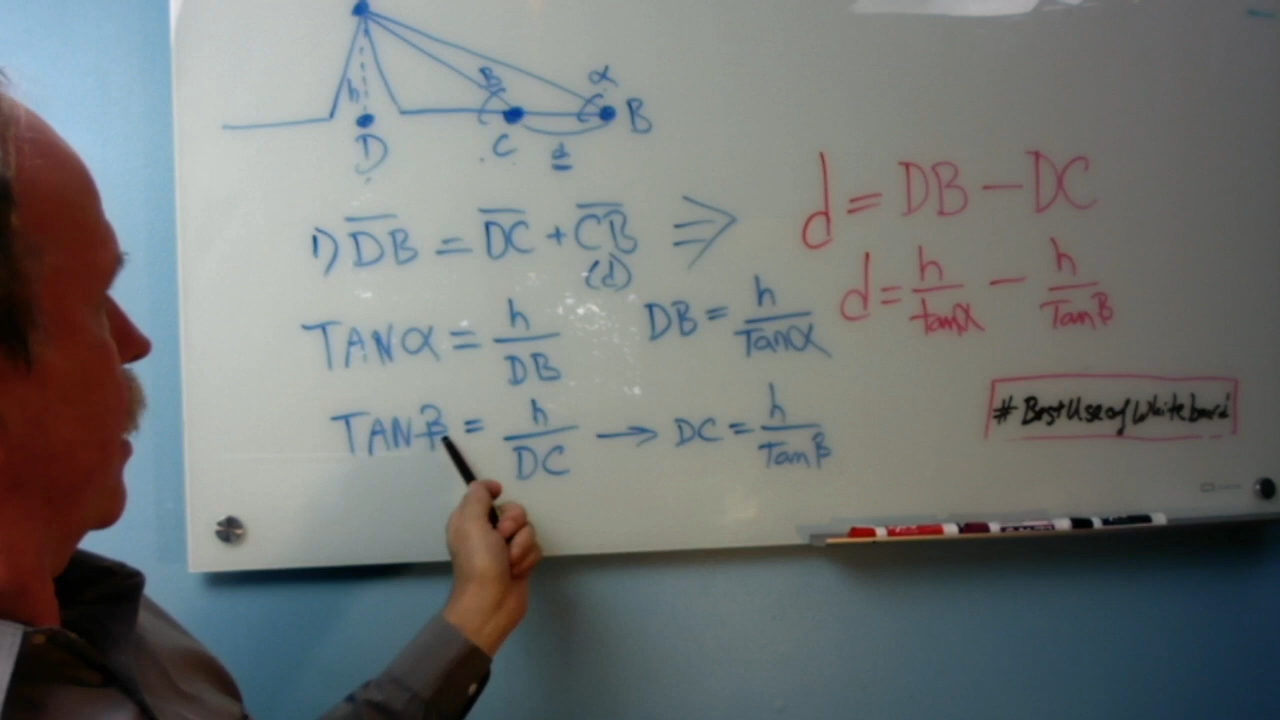 h
B
α
B
D
C
d
1) DB = DC + CB ⇒
(d)
d = DB − DC
TANα = h/DB
DB = h/Tanα
d = h/tanα − h/Tanβ
TANβ = h/DC → DC = h/Tanβ
#BestUseofWhiteboard